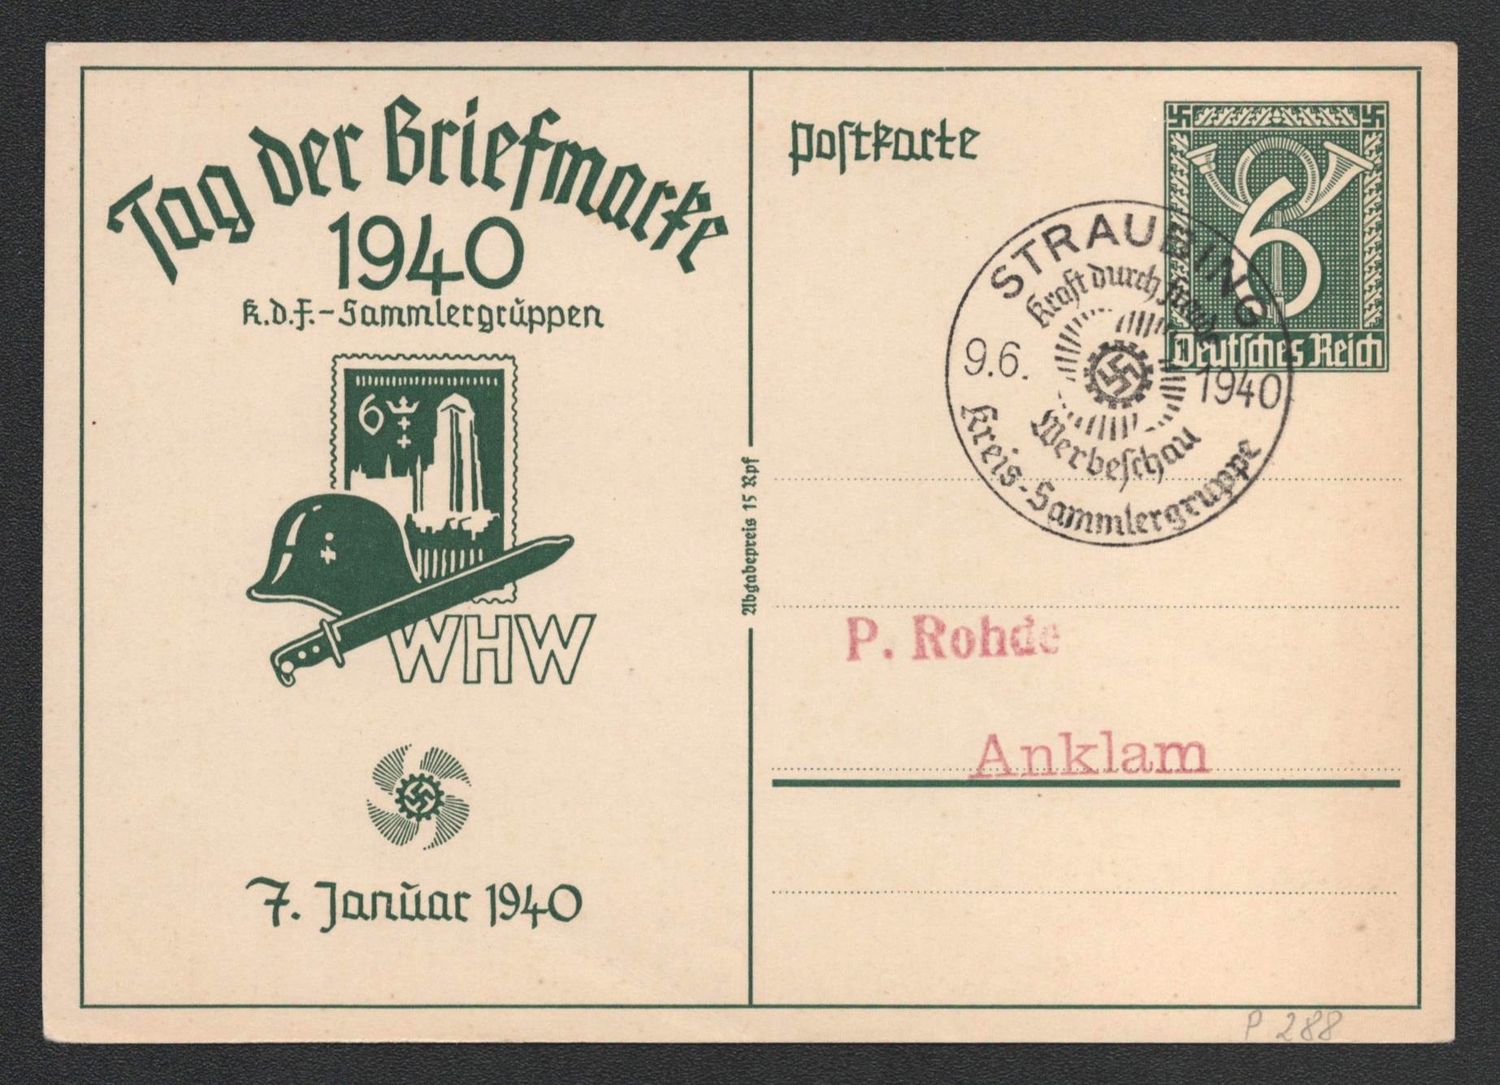 Tag der Briefmarke
1940
K.d.F.-Sammlergruppen
6
WHW
7. Januar 1940
Abgabepreis 15 Rpf
Postkarte
6
Deutsches Reich
STRAUBING
Kraft durch Freude
9.6. 1940
Werbeschau
Kreis-Sammlergruppe
P. Rohde
Anklam
P 288